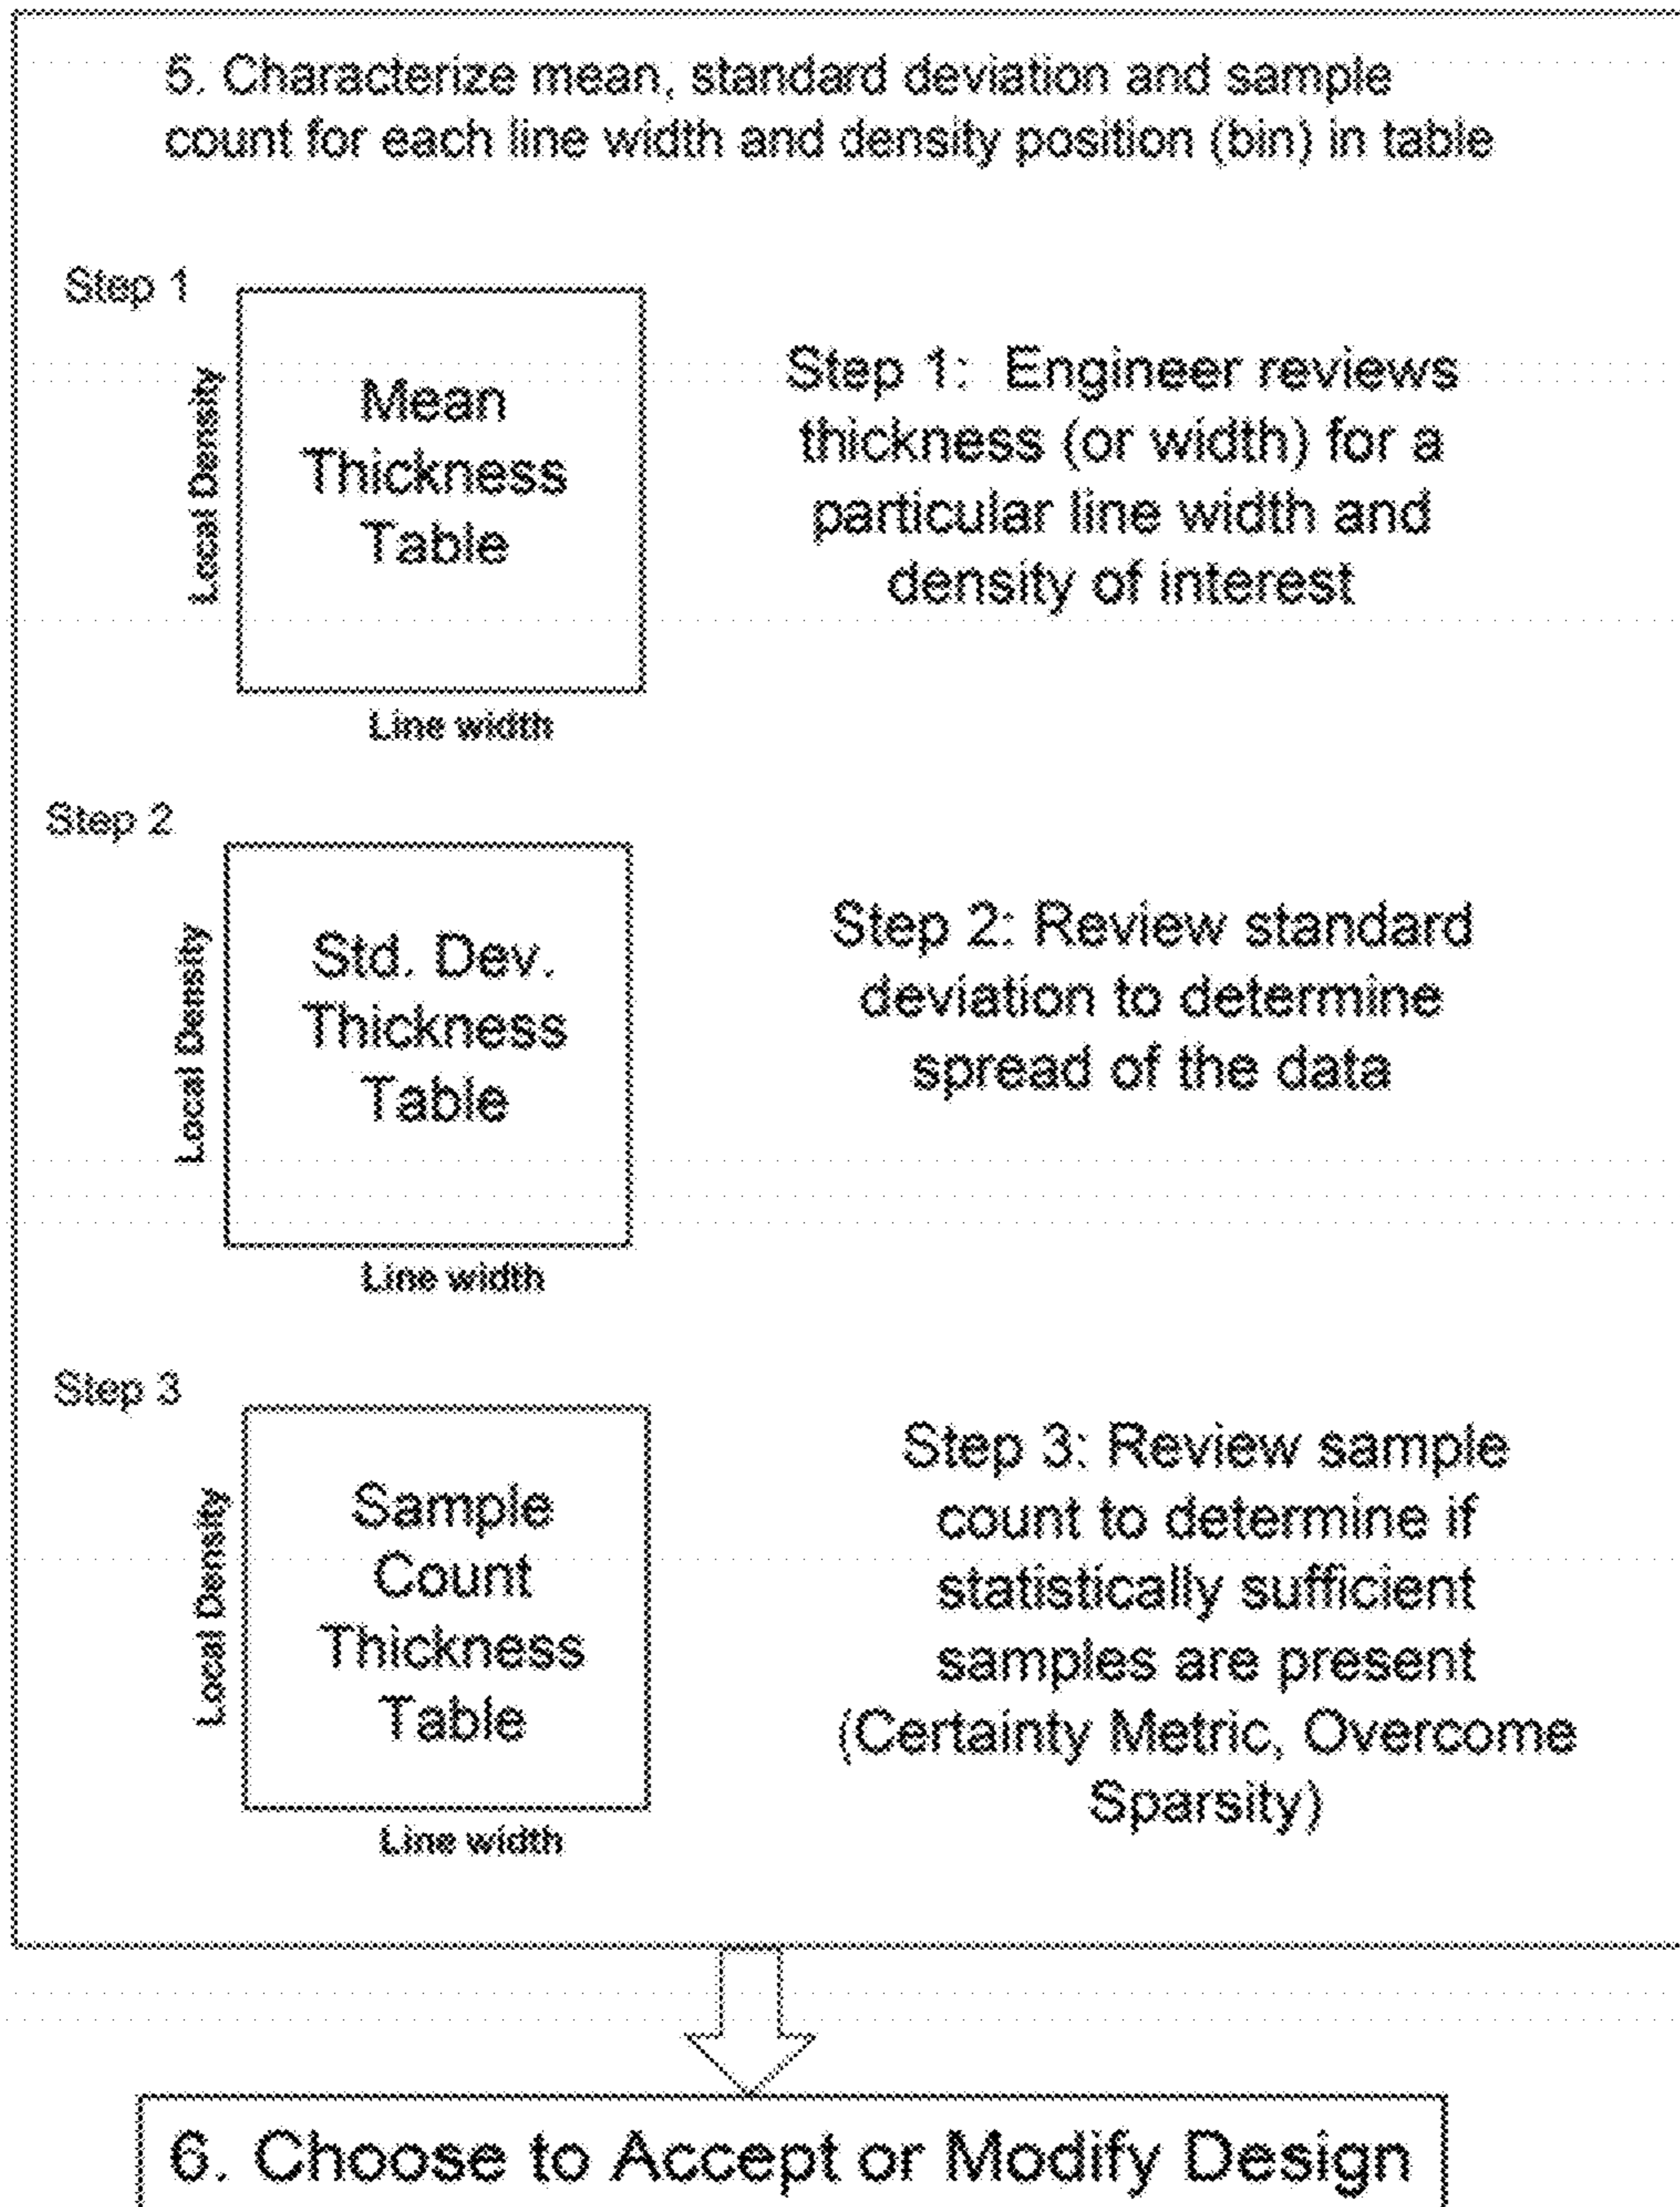 5. Characterize mean, standard deviation and sample
count for each line width and density position (bin) in table
Step 1
Local Density
Mean
Thickness
Table
Line width
Step 1: Engineer reviews
thickness (or width) for a
particular line width and
density of interest
Step 2
Local Density
Std. Dev.
Thickness
Table
Line width
Step 2: Review standard
deviation to determine
spread of the data
Step 3
Local Density
Sample
Count
Thickness
Table
Line width
Step 3: Review sample
count to determine if
statistically sufficient
samples are present
(Certainty Metric, Overcome
Sparsity)
6. Choose to Accept or Modify Design